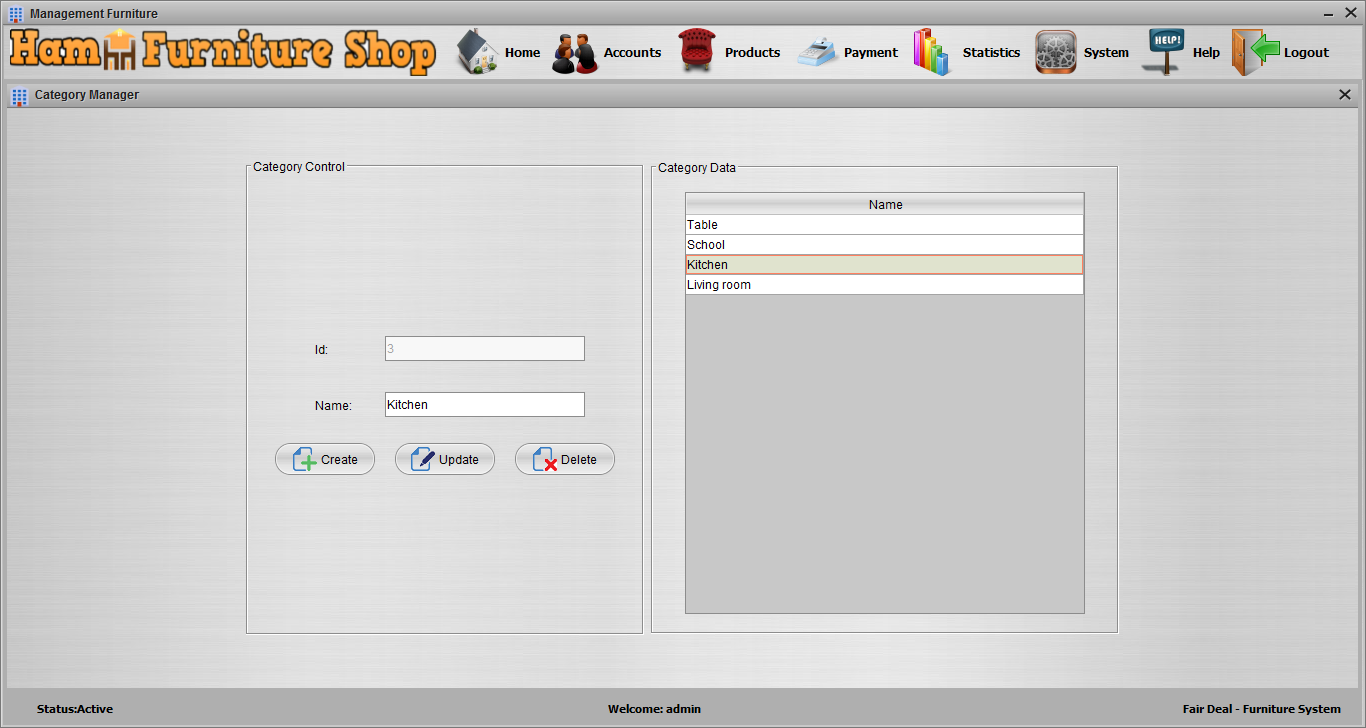 Management Furniture
Ham Furniture Shop Home Accounts Products Payment Statistics System HELP! Help Logout
Category Manager
Category Control
Category Data
Name
Table
School
Kitchen
Living room
Id: 3
Name: Kitchen
Create Update Delete
Status:Active Welcome: admin Fair Deal - Furniture System